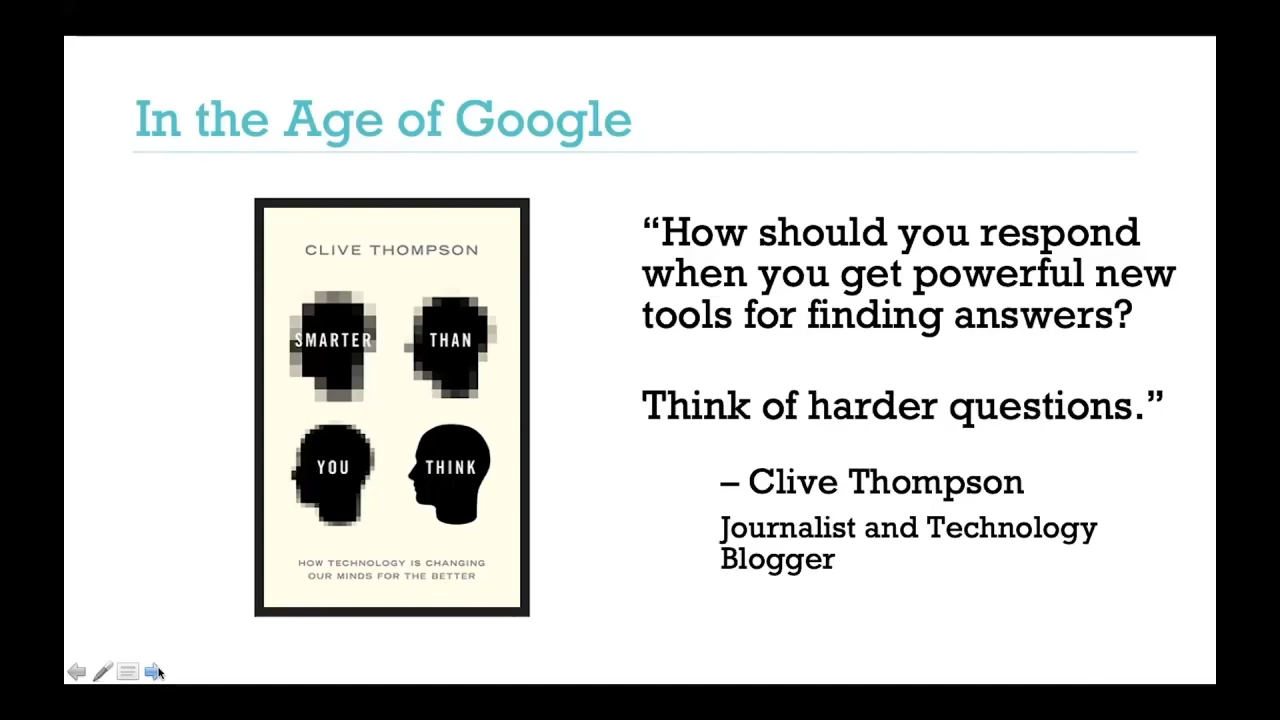 In the Age of Google
CLIVE THOMPSON
SMARTER THAN
YOU THINK
HOW TECHNOLOGY IS CHANGING
OUR MINDS FOR THE BETTER
“How should you respond
when you get powerful new
tools for finding answers?
Think of harder questions.”
– Clive Thompson
Journalist and Technology
Blogger